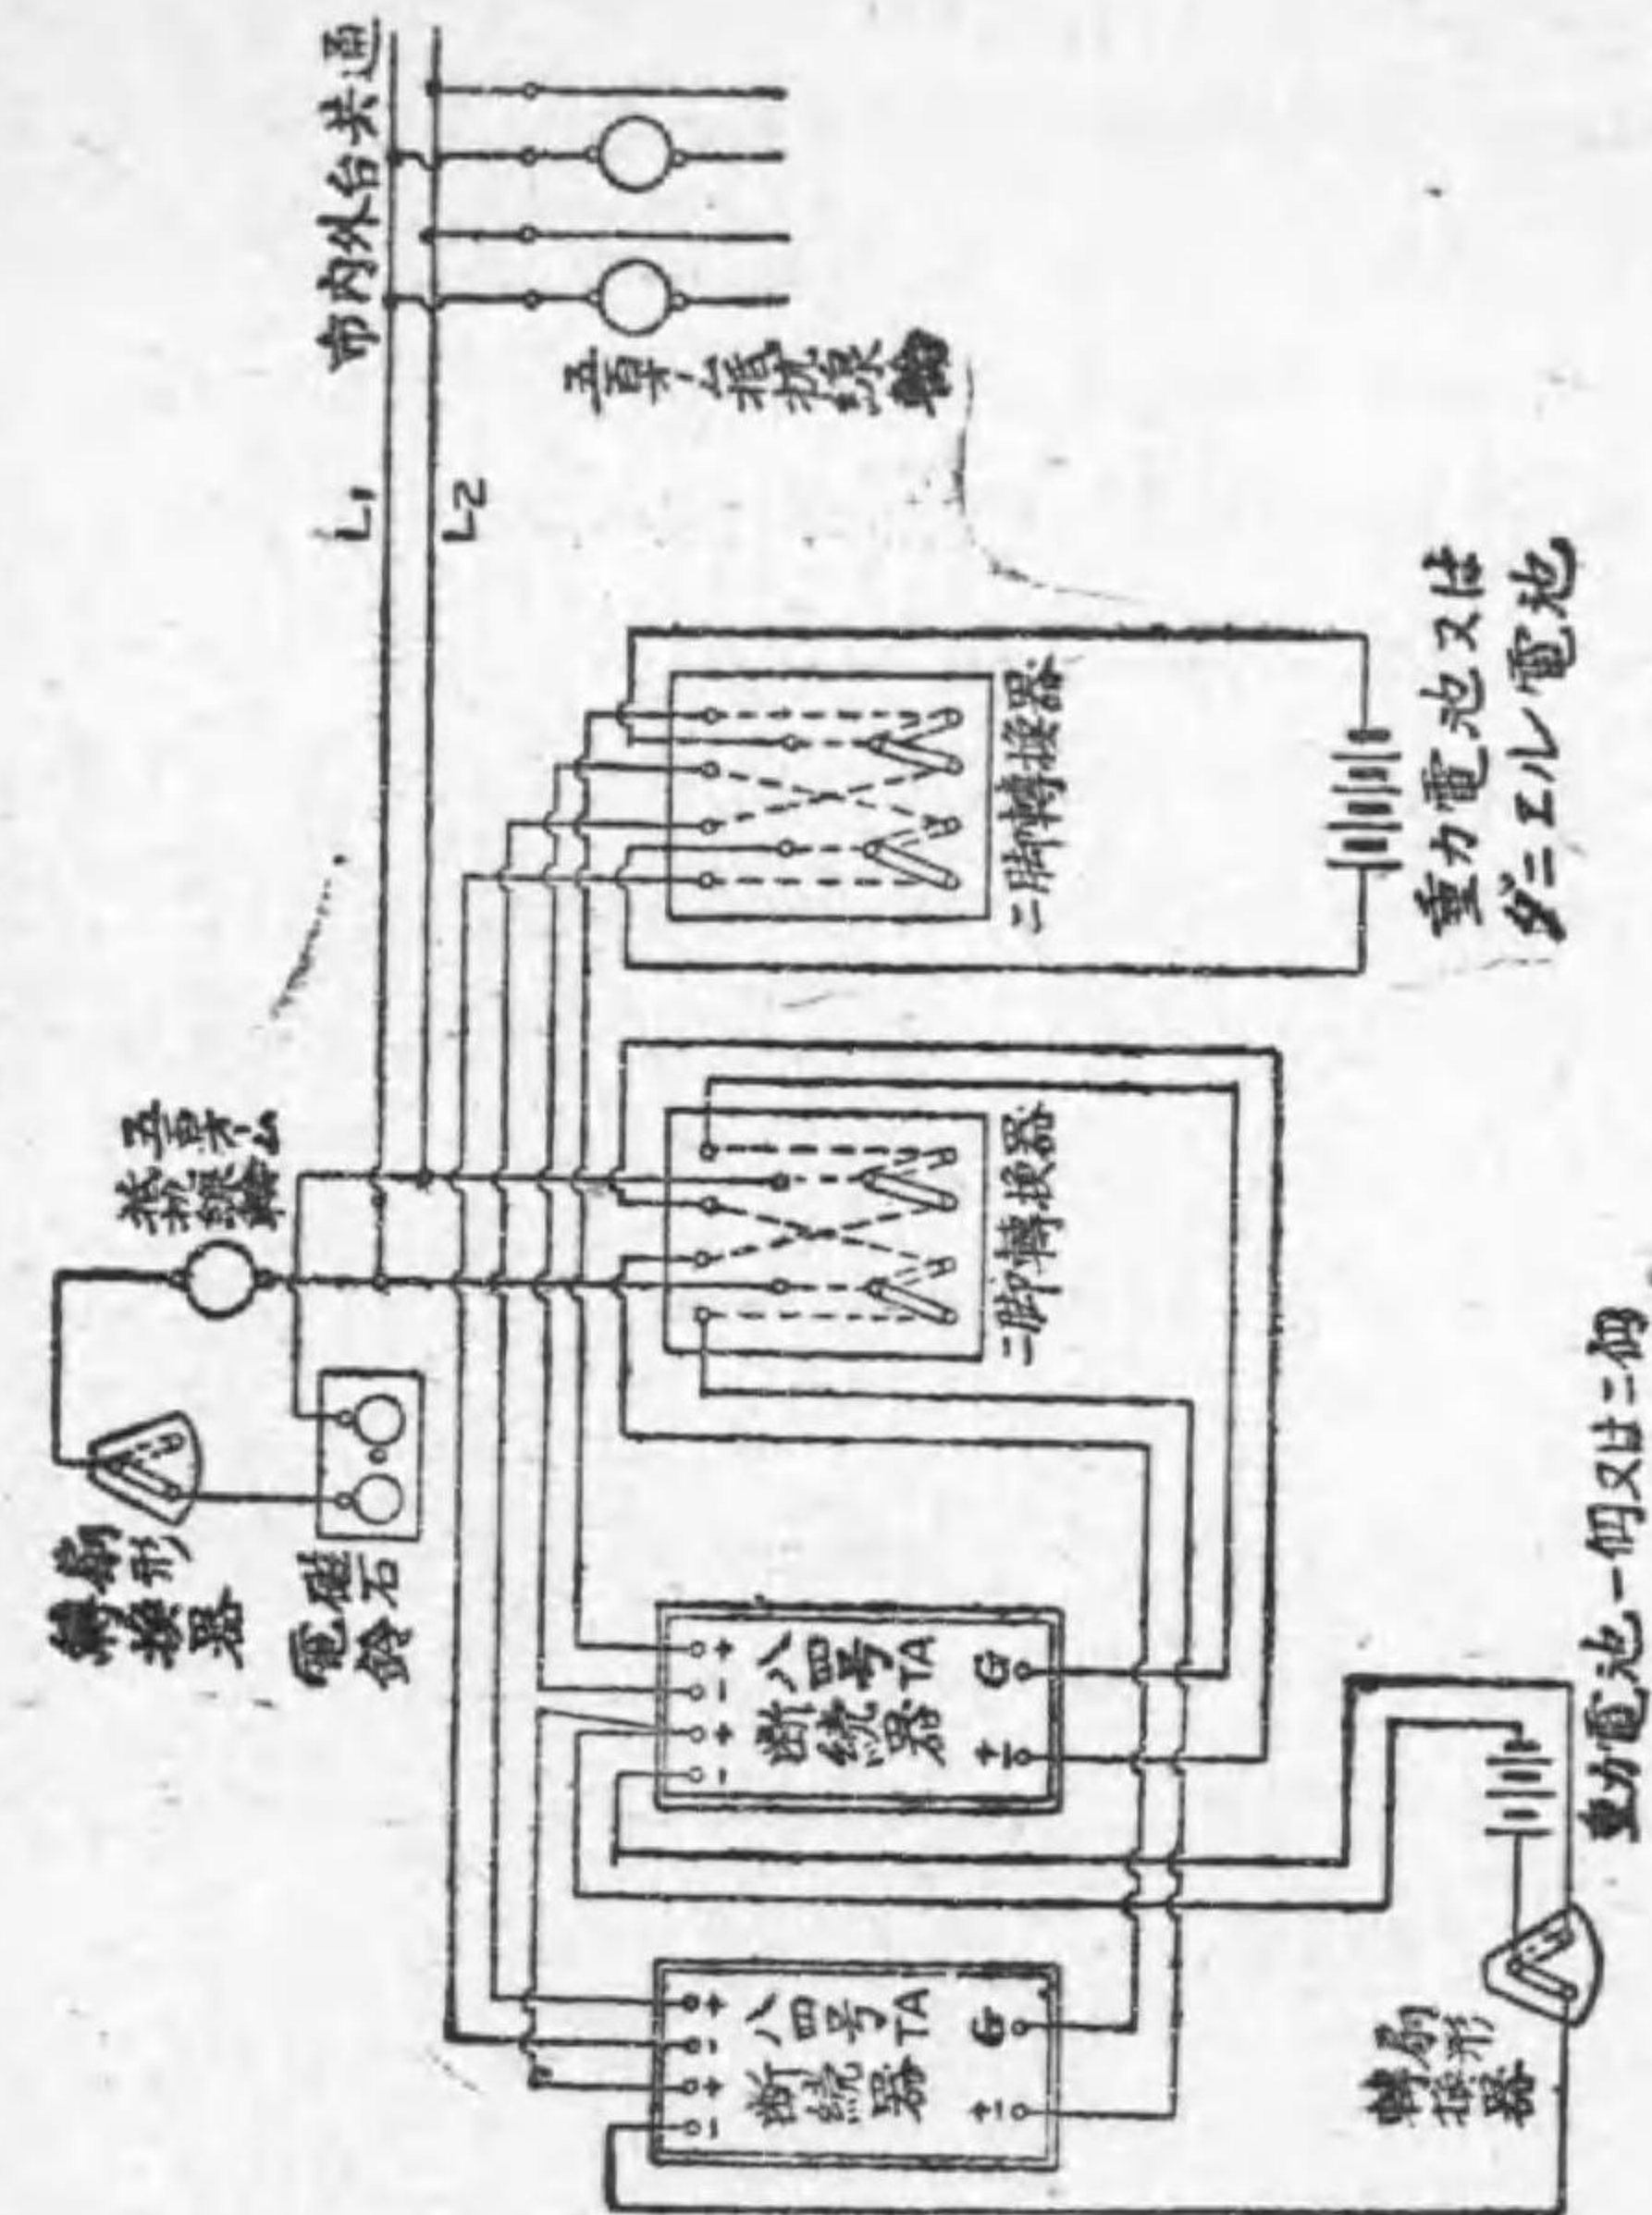 市内外台共通
L1
L2
五百オーム抵抗線輪
五百オーム
抵抗線輪
扇形
轉換器
磁石
電鈴
二脚轉換器
二脚轉換器
重力電池又は
ダニエル電池
八四号TA
断続器
+
-
+
-
G
±
八四号TA
断続器
+
-
+
-
G
±
扇形
轉換器
重力電池一個又は二個